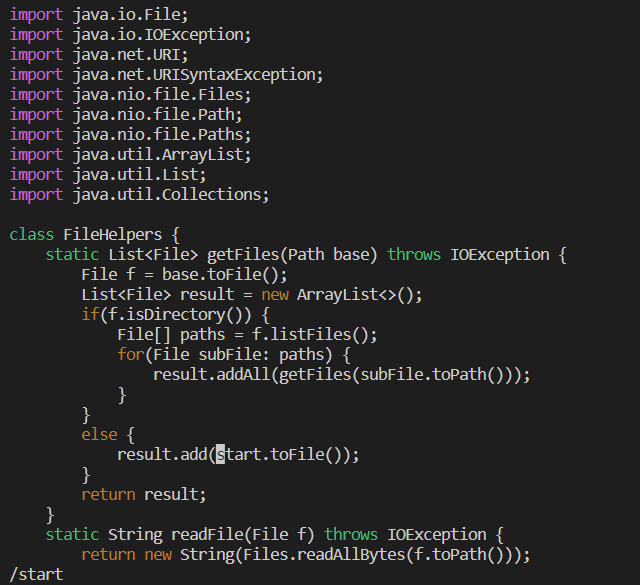 import java.io.File;
import java.io.IOException;
import java.net.URI;
import java.net.URISyntaxException;
import java.nio.file.Files;
import java.nio.file.Path;
import java.nio.file.Paths;
import java.util.ArrayList;
import java.util.List;
import java.util.Collections;

class FileHelpers {
    static List<File> getFiles(Path base) throws IOException {
        File f = base.toFile();
        List<File> result = new ArrayList<>();
        if(f.isDirectory()) {
            File[] paths = f.listFiles();
            for(File subFile: paths) {
                result.addAll(getFiles(subFile.toPath()));
            }
        }
        else {
            result.add(start.toFile());
        }
        return result;
    }
    static String readFile(File f) throws IOException {
        return new String(Files.readAllBytes(f.toPath()));
/start